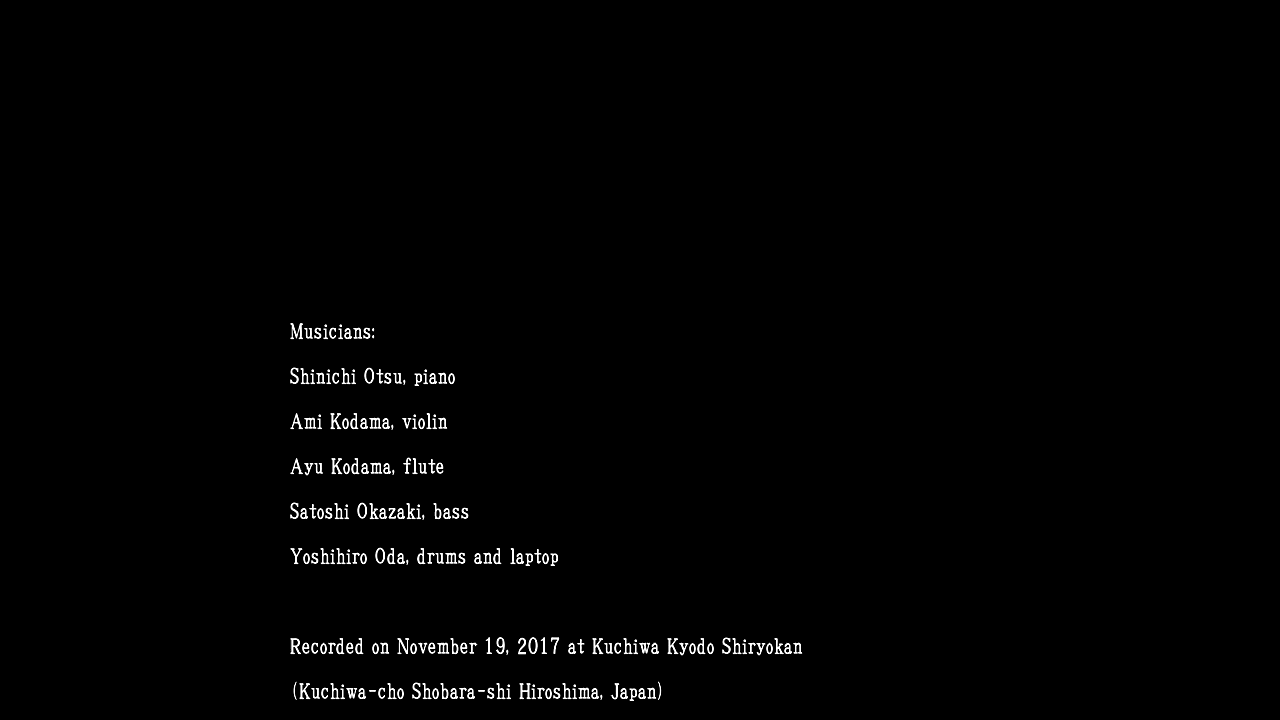 Musicians:
Shinichi Otsu, piano
Ami Kodama, violin
Ayu Kodama, flute
Satoshi Okazaki, bass
Yoshihiro Oda, drums and laptop
Recorded on November 19, 2017 at Kuchiwa Kyodo Shiryokan
(Kuchiwa-cho Shobara-shi Hiroshima, Japan)